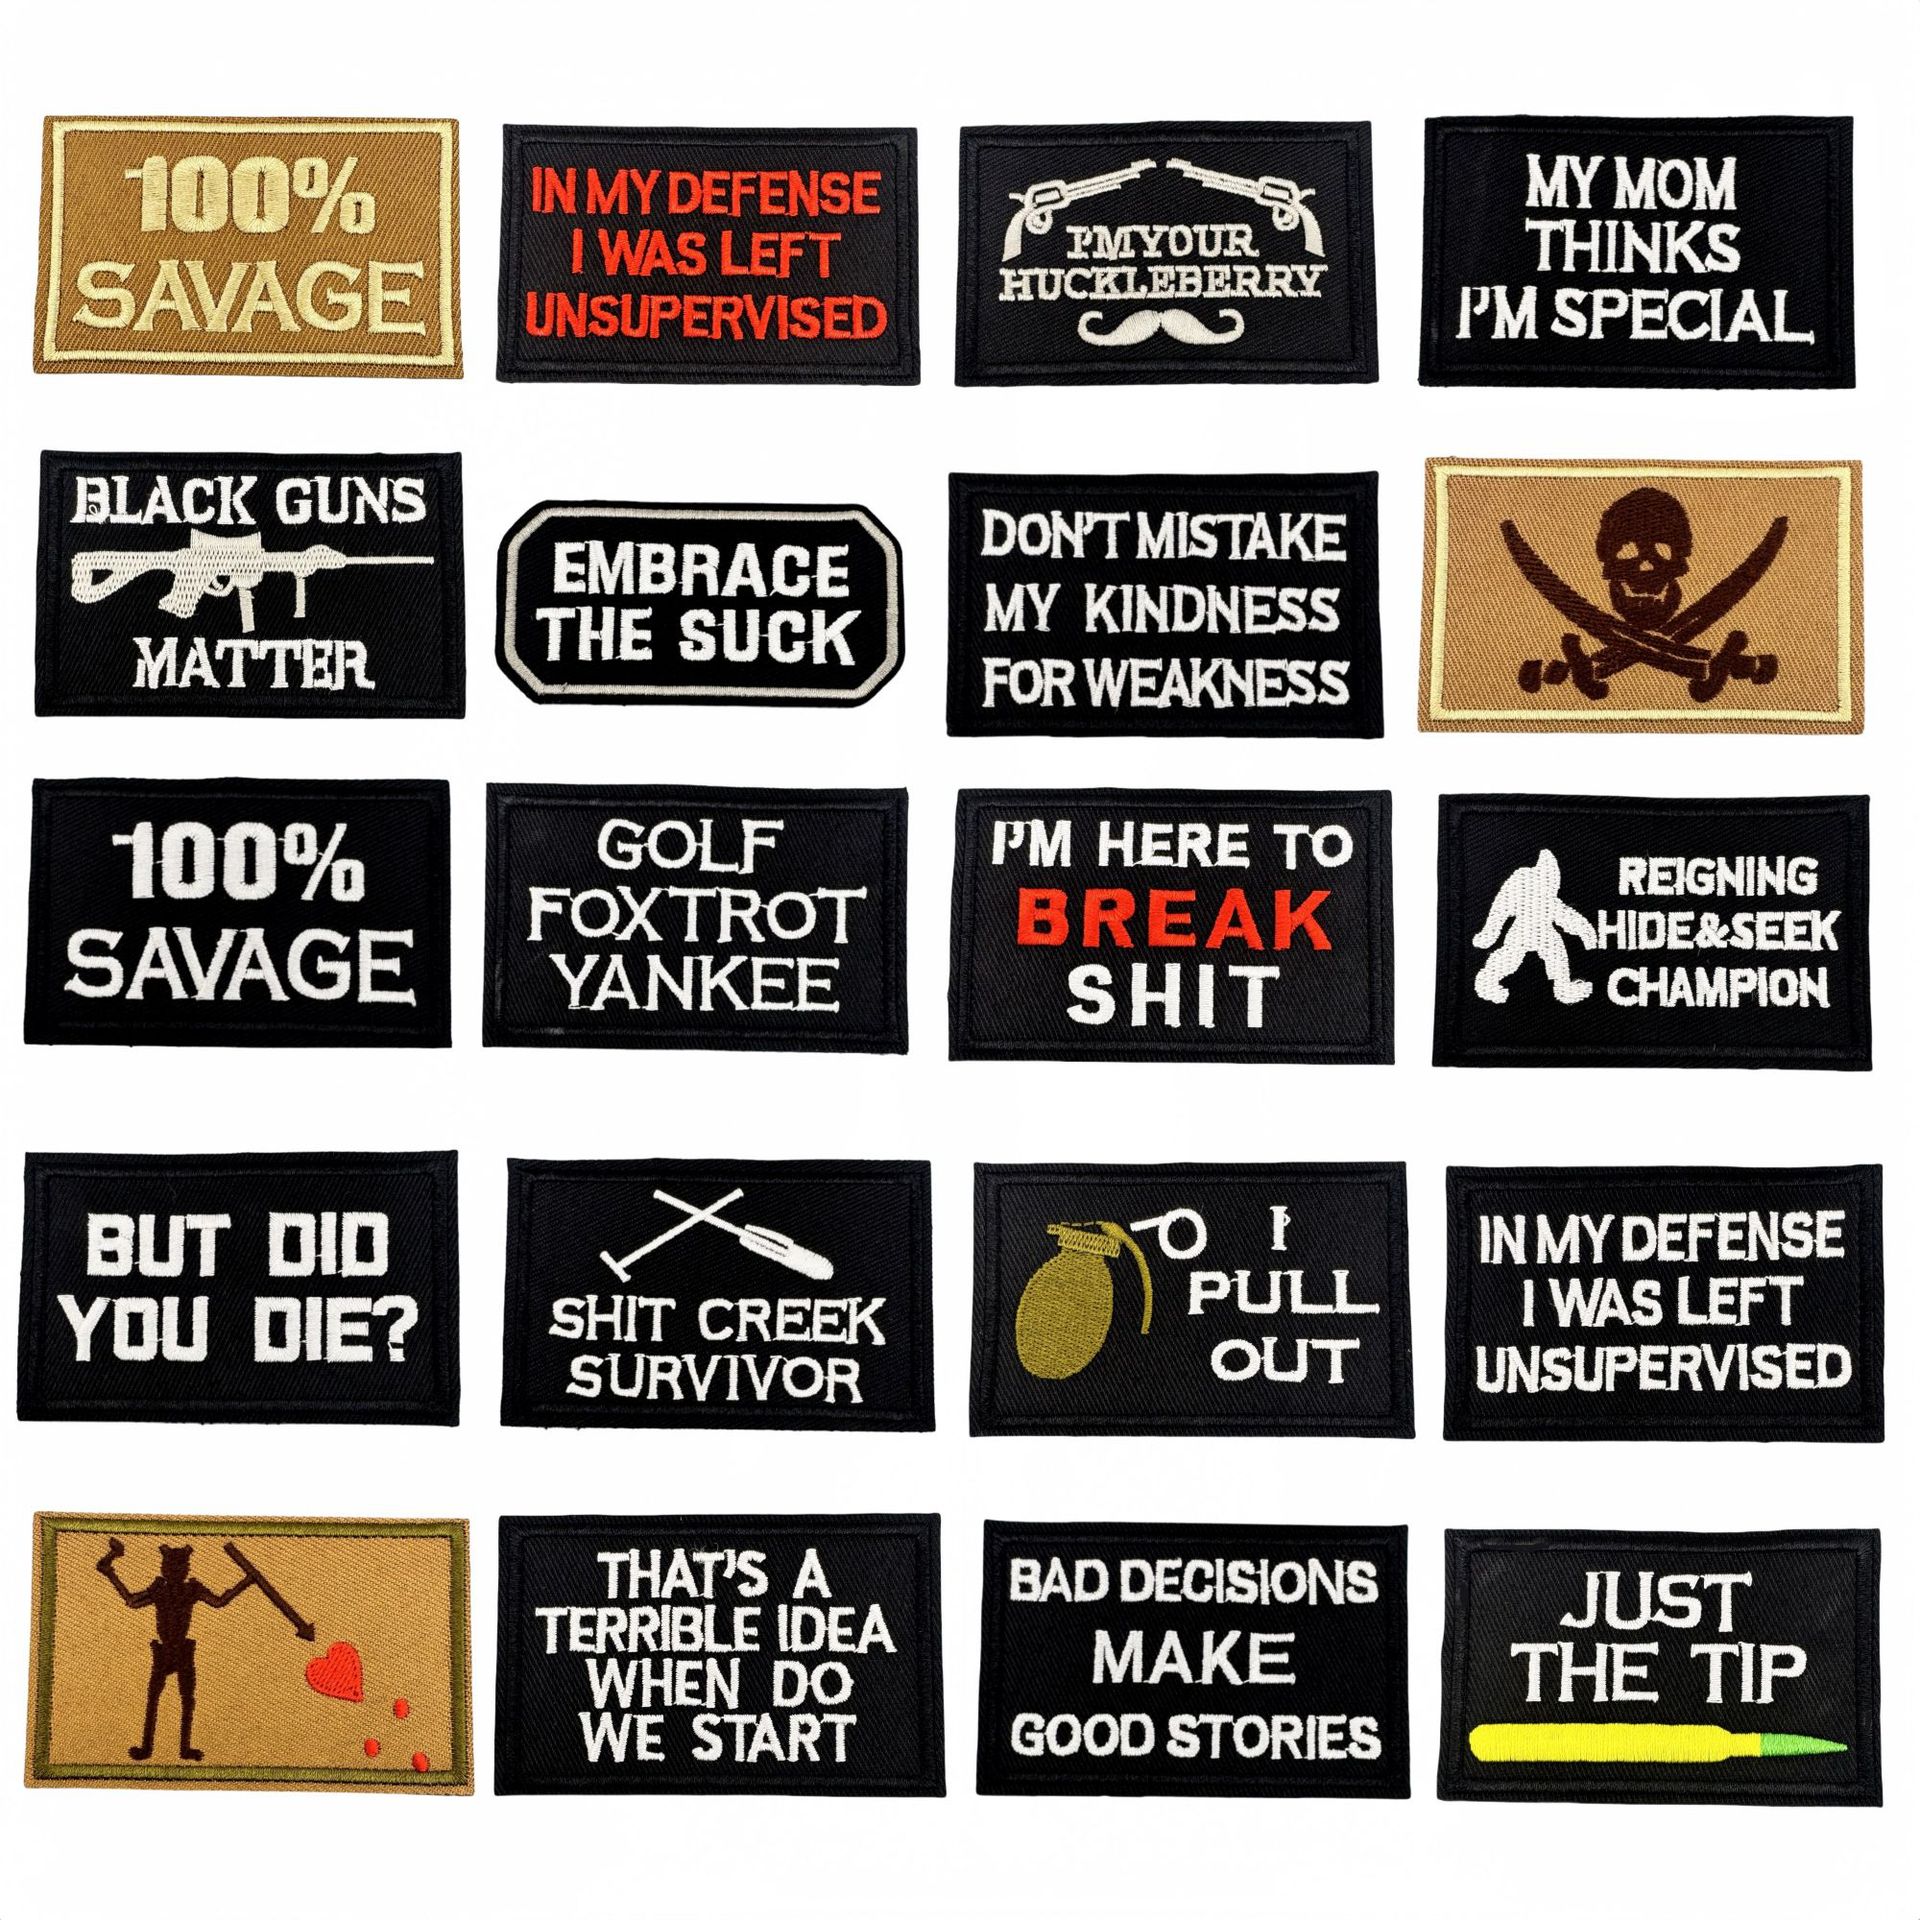 100%
SAVAGE
IN MY DEFENSE
I WAS LEFT
UNSUPERVISED
I'M YOUR
HUCKLEBERRY
MY MOM
THINKS
I'M SPECIAL
BLACK GUNS
MATTER
EMBRACE
THE SUCK
DON'T MISTAKE
MY KINDNESS
FOR WEAKNESS
100%
SAVAGE
GOLF
FOXTROT
YANKEE
I'M HERE TO
BREAK
SHIT
REIGNING
HIDE&SEEK
CHAMPION
BUT DID
YOU DIE?
SHIT CREEK
SURVIVOR
I
PULL
OUT
IN MY DEFENSE
I WAS LEFT
UNSUPERVISED
THAT'S A
TERRIBLE IDEA
WHEN DO
WE START
BAD DECISIONS
MAKE
GOOD STORIES
JUST
THE TIP